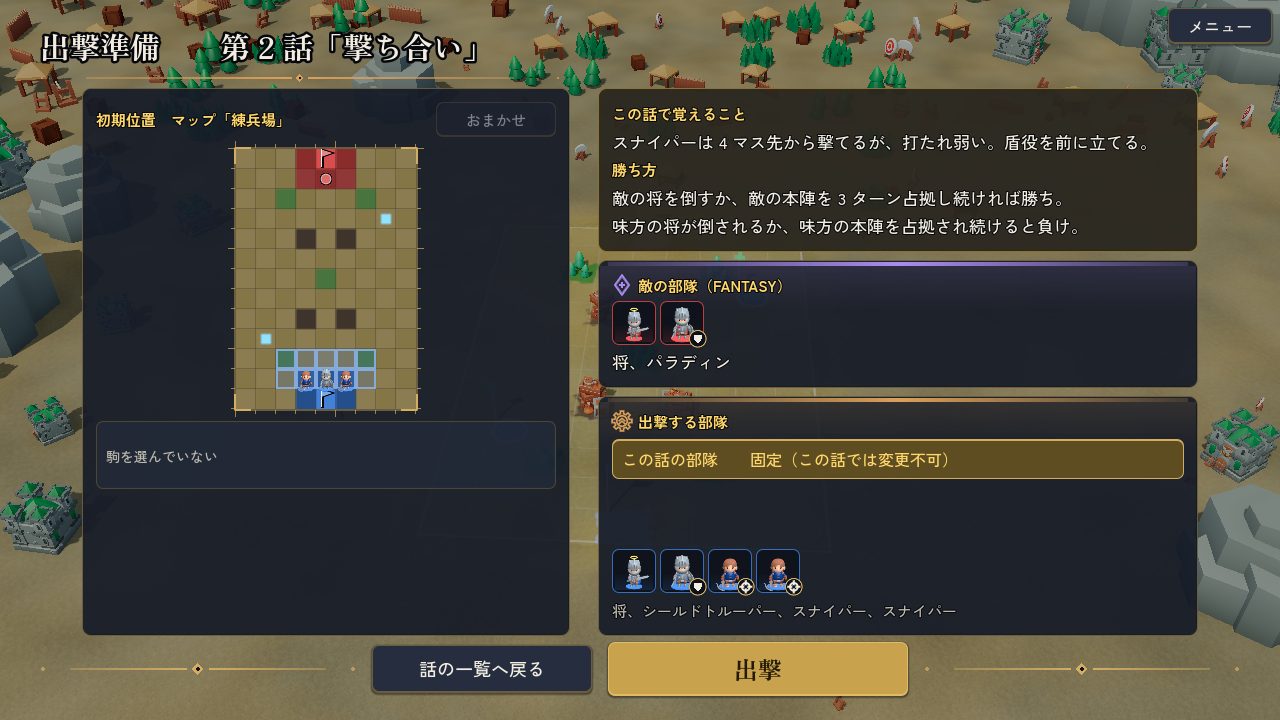 出撃準備　第２話「撃ち合い」
メニュー
初期位置　マップ「練兵場」
おまかせ
駒を選んでいない
この話で覚えること
スナイパーは 4 マス先から撃てるが、打たれ弱い。盾役を前に立てる。
勝ち方
敵の将を倒すか、敵の本陣を 3 ターン占拠し続ければ勝ち。
味方の将が倒されるか、味方の本陣を占拠され続けると負け。
敵の部隊（FANTASY）
将、パラディン
出撃する部隊
この話の部隊　　固定（この話では変更不可）
将、シールドトルーパー、スナイパー、スナイパー
話の一覧へ戻る
出撃